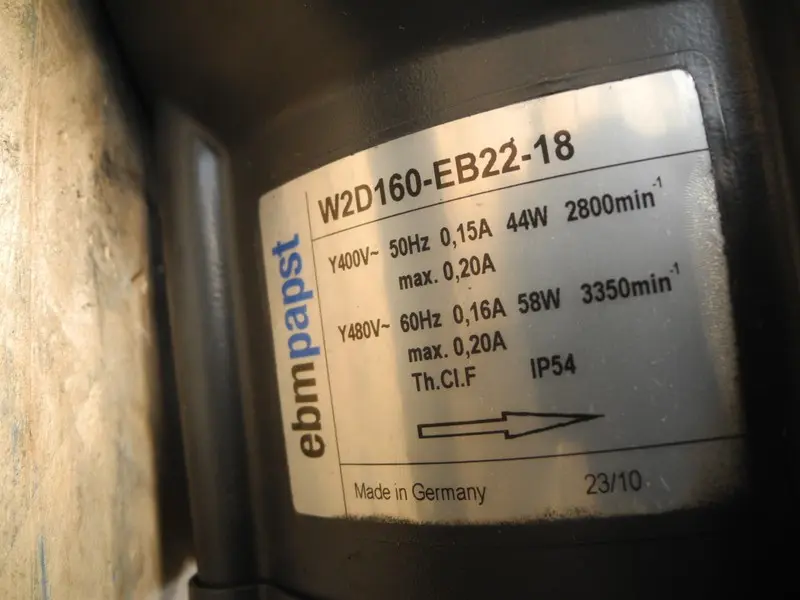 ebmpapst
W2D160-EB22-18
Y400V~ 50Hz 0,15A 44W 2800min⁻¹
max. 0,20A
Y480V~ 60Hz 0,16A 58W 3350min⁻¹
max. 0,20A
Th.Cl.F IP54
Made in Germany 23/10